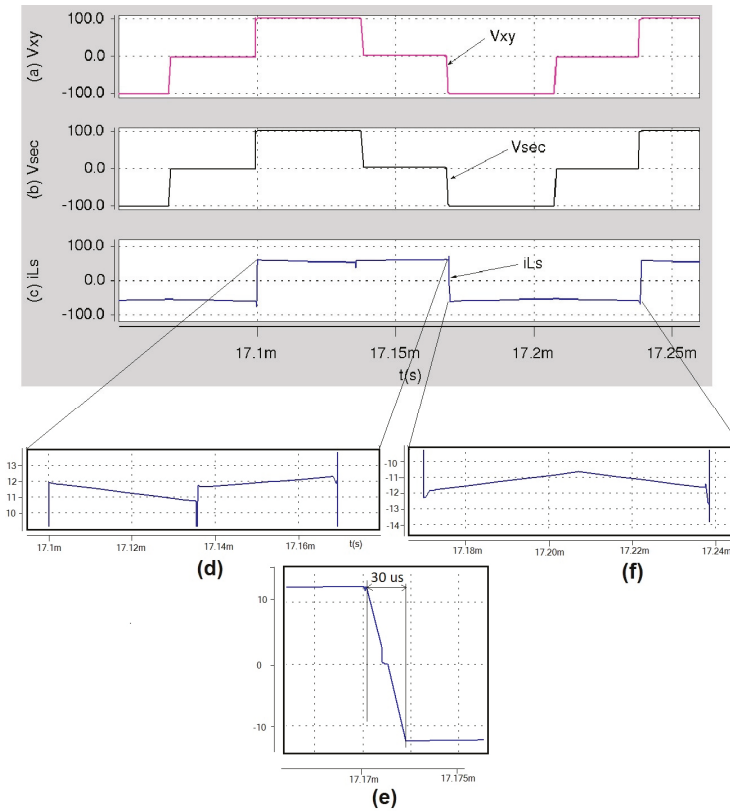 (a) Vxy
100.0
0.0
-100.0
Vxy
(b) Vsec
100.0
0.0
-100.0
Vsec
(c) iLs
100.0
0.0
-100.0
iLs
17.1m
17.15m
17.2m
17.25m
t(s)
13
12
11
10
17.1m
17.12m
17.14m
17.16m
t(s)
(d)
-10
-11
-12
-13
-14
17.18m
17.20m
17.22m
17.24m
(f)
30 us
10
0
-10
17.17m
17.175m
(e)